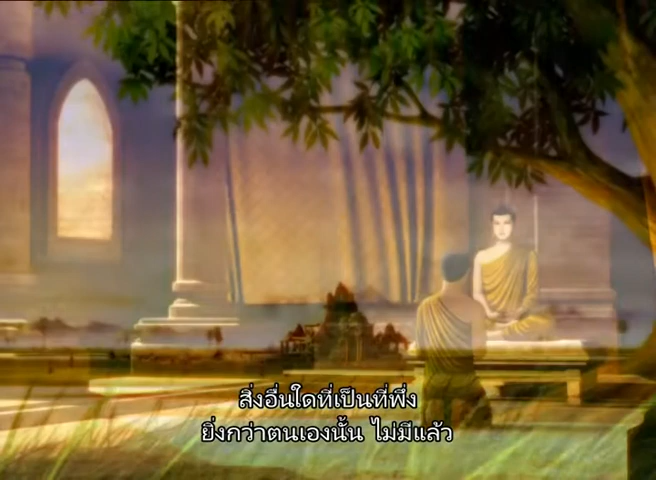 สิ่งอื่นใดที่เป็นที่พึ่ง
ยิ่งกว่าตนเองนั้น ไม่มีแล้ว